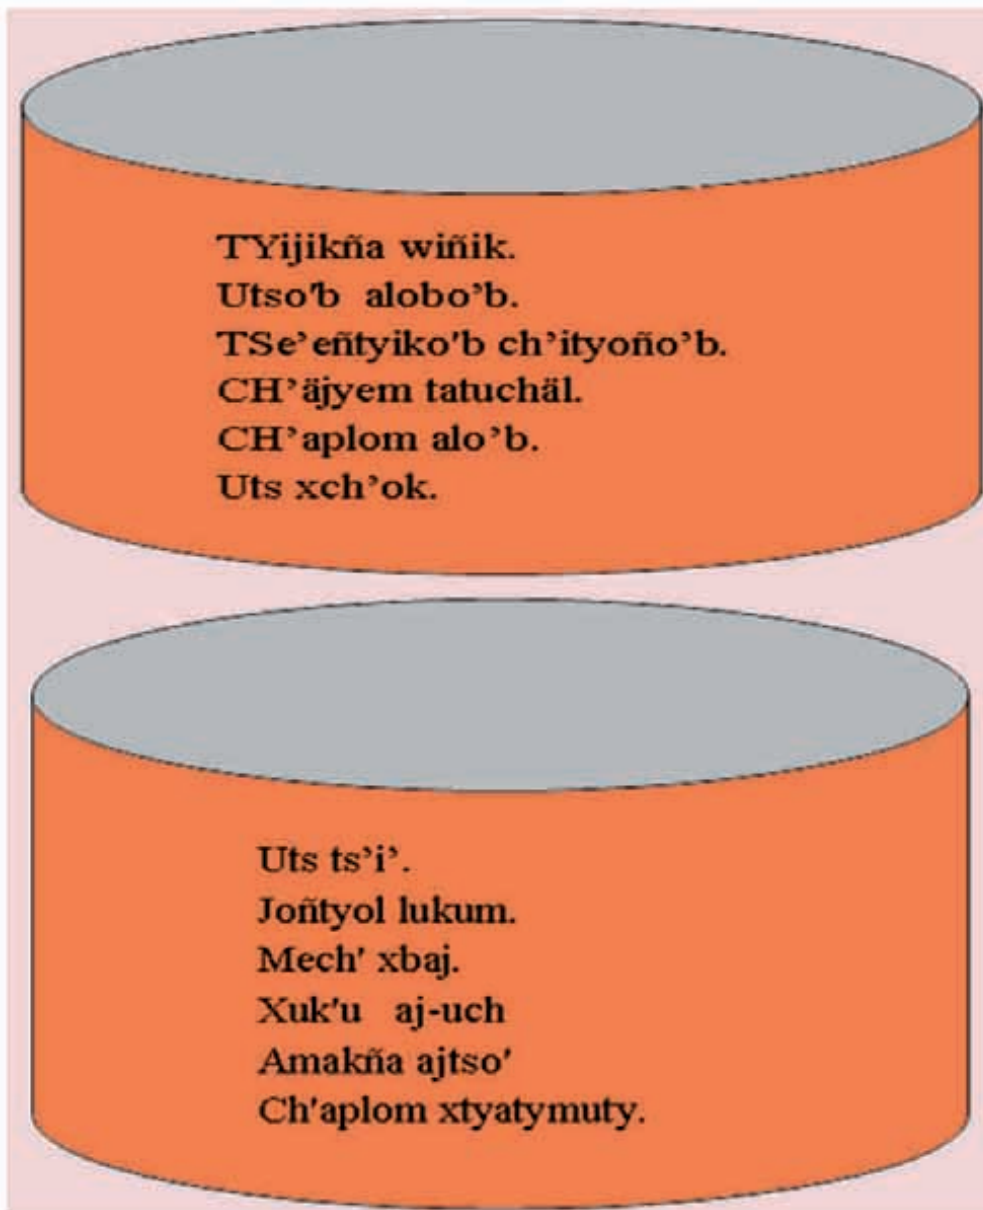 TYijikña wiñik.
Utso'b alobo’b.
TSe’eñtyiko'b ch’ityoño’b.
CH’äjyem tatuchäl.
CH’aplom alo’b.
Uts xch’ok.
Uts ts’i’.
Joñtyol lukum.
Mech' xbaj.
Xuk'u aj-uch
Amakña ajtso'
Ch'aplom xtyatymuty.